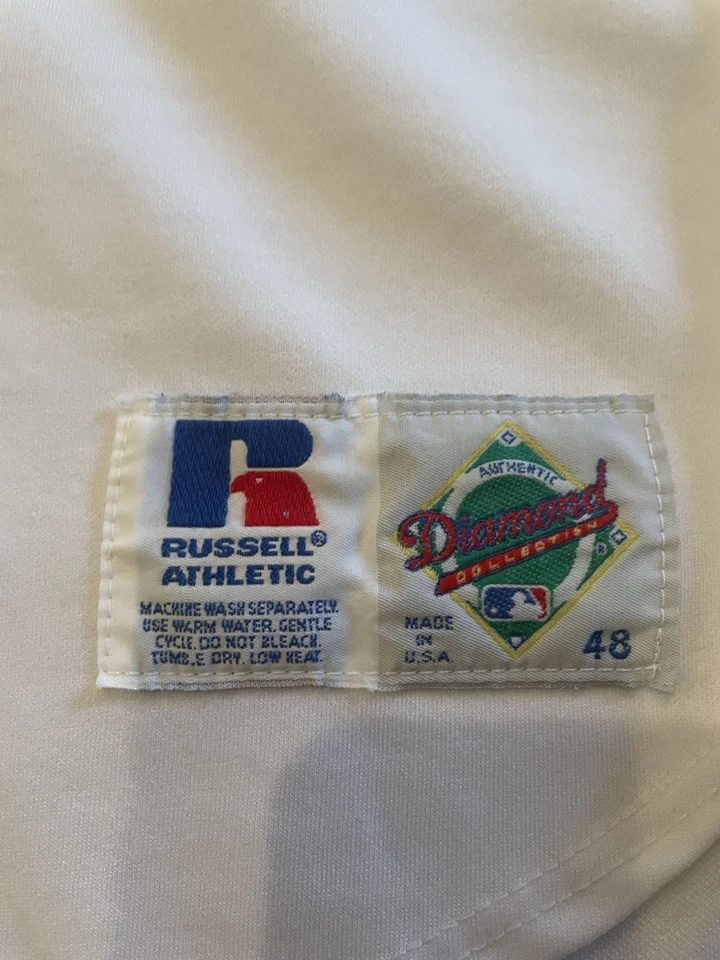 RUSSELL®
ATHLETIC
MACHINE WASH SEPARATELY.
USE WARM WATER. GENTLE
CYCLE. DO NOT BLEACH.
TUMBLE DRY. LOW HEAT.
AUTHENTIC
Diamond
COLLECTION
MADE
IN
U.S.A.
48